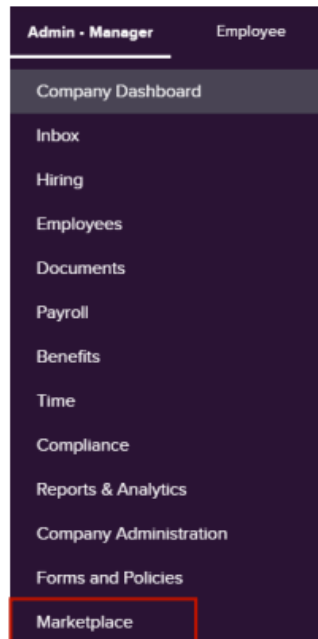 Admin - Manager Employee
Company Dashboard
Inbox
Hiring
Employees
Documents
Payroll
Benefits
Time
Compliance
Reports & Analytics
Company Administration
Forms and Policies
Marketplace